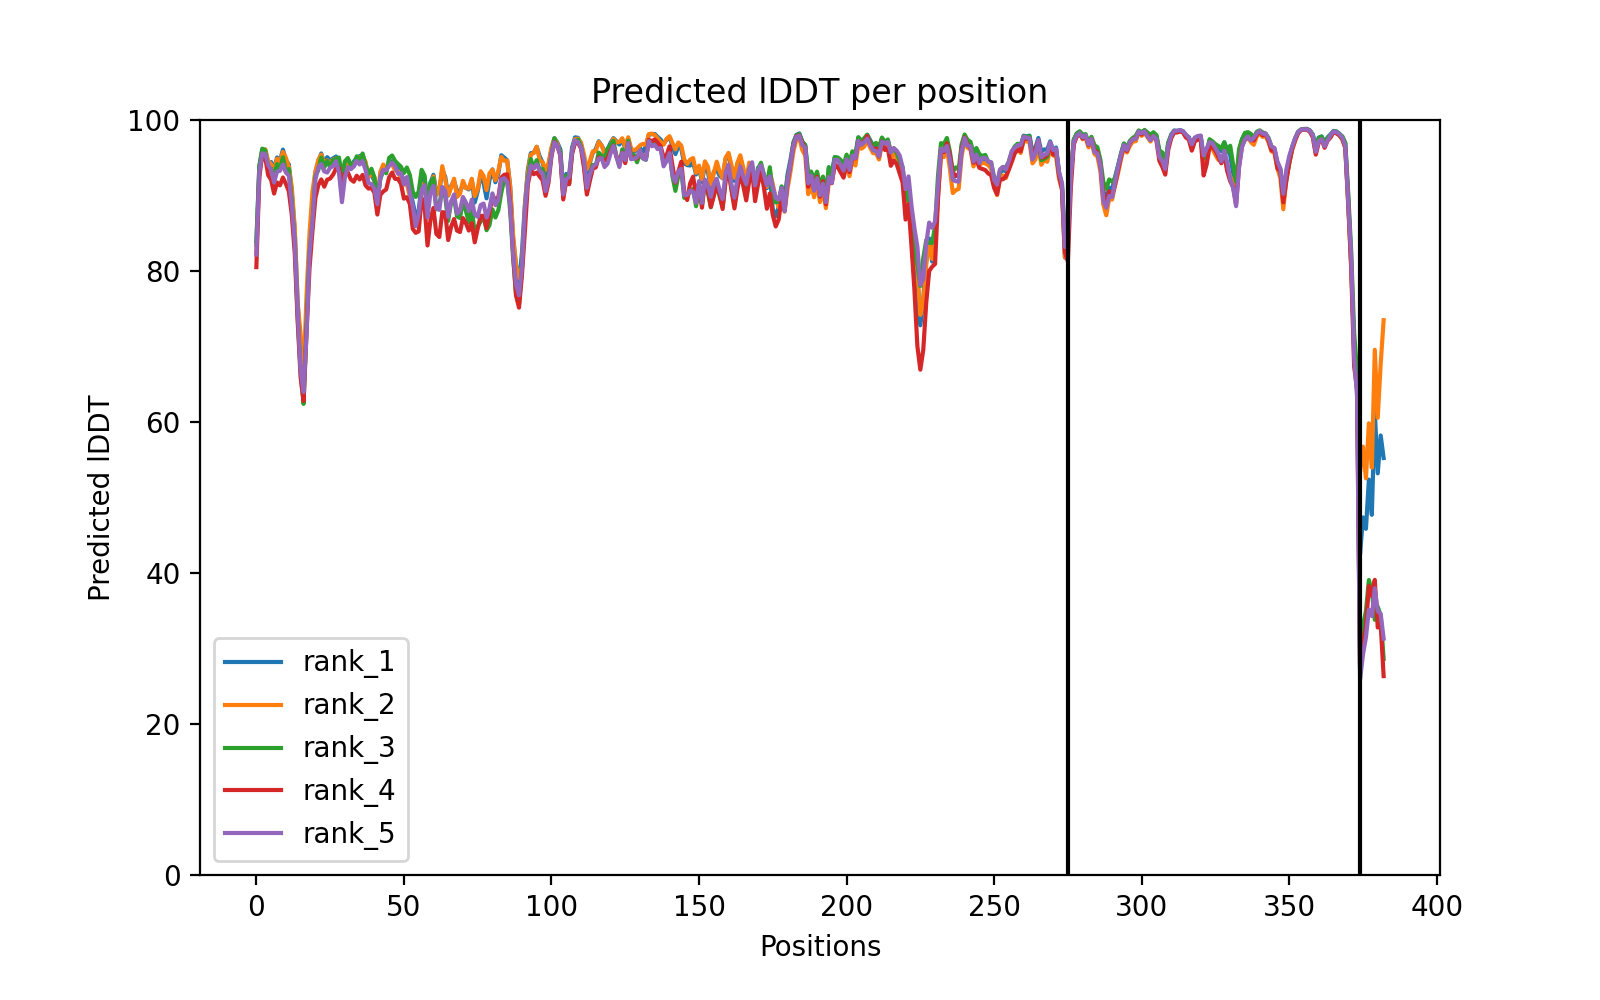 Predicted lDDT per position
100
80
60
40
20
0
Predicted lDDT
rank_1
rank_2
rank_3
rank_4
rank_5
0 50 100 150 200 250 300 350 400
Positions